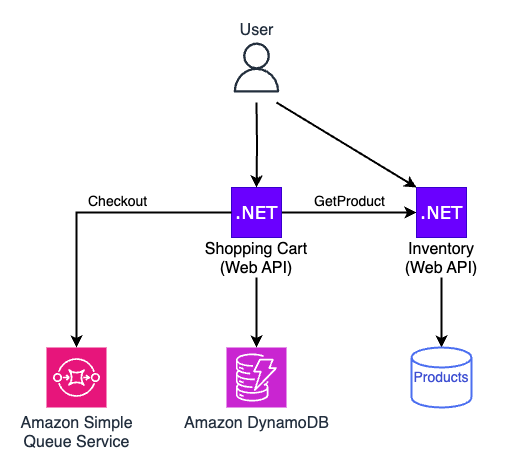 User
Checkout
GetProduct
.NET
.NET
Shopping Cart
(Web API)
Inventory
(Web API)
Products
Amazon Simple
Queue Service
Amazon DynamoDB